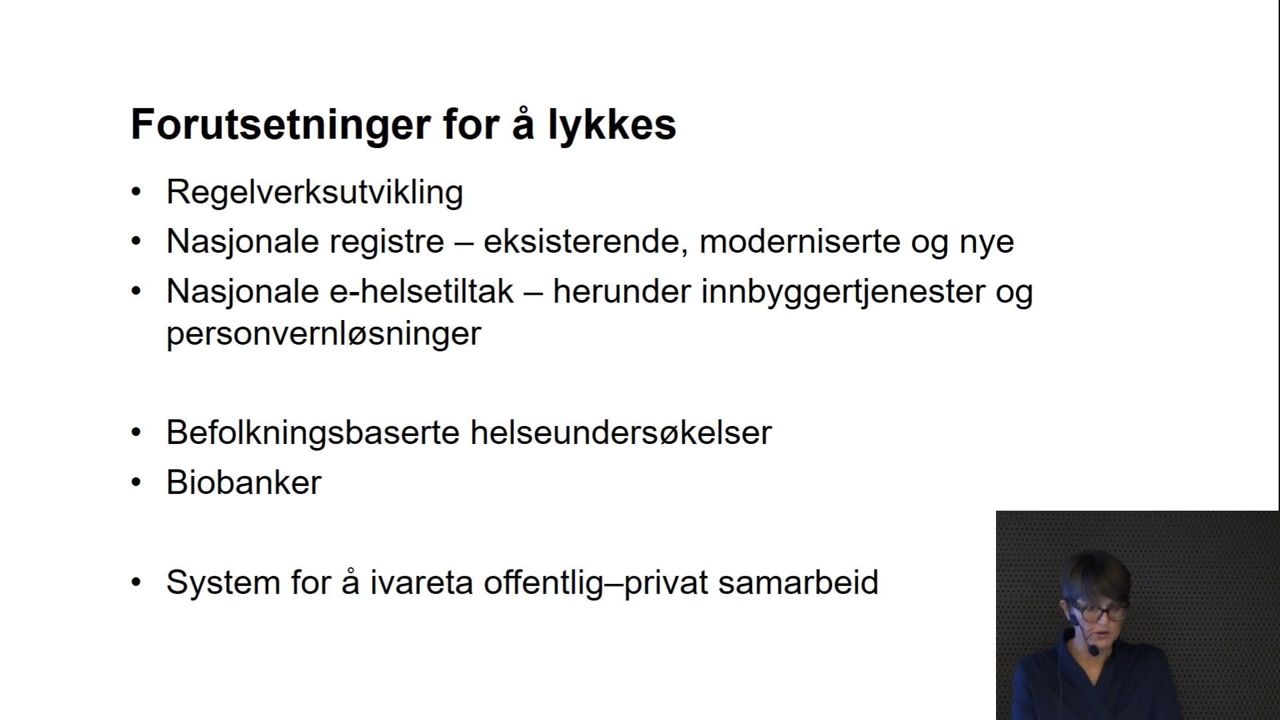 Forutsetninger for å lykkes
• Regelverksutvikling
• Nasjonale registre – eksisterende, moderniserte og nye
• Nasjonale e-helsetiltak – herunder innbyggertjenester og
personvernløsninger
• Befolkningsbaserte helseundersøkelser
• Biobanker
• System for å ivareta offentlig–privat samarbeid